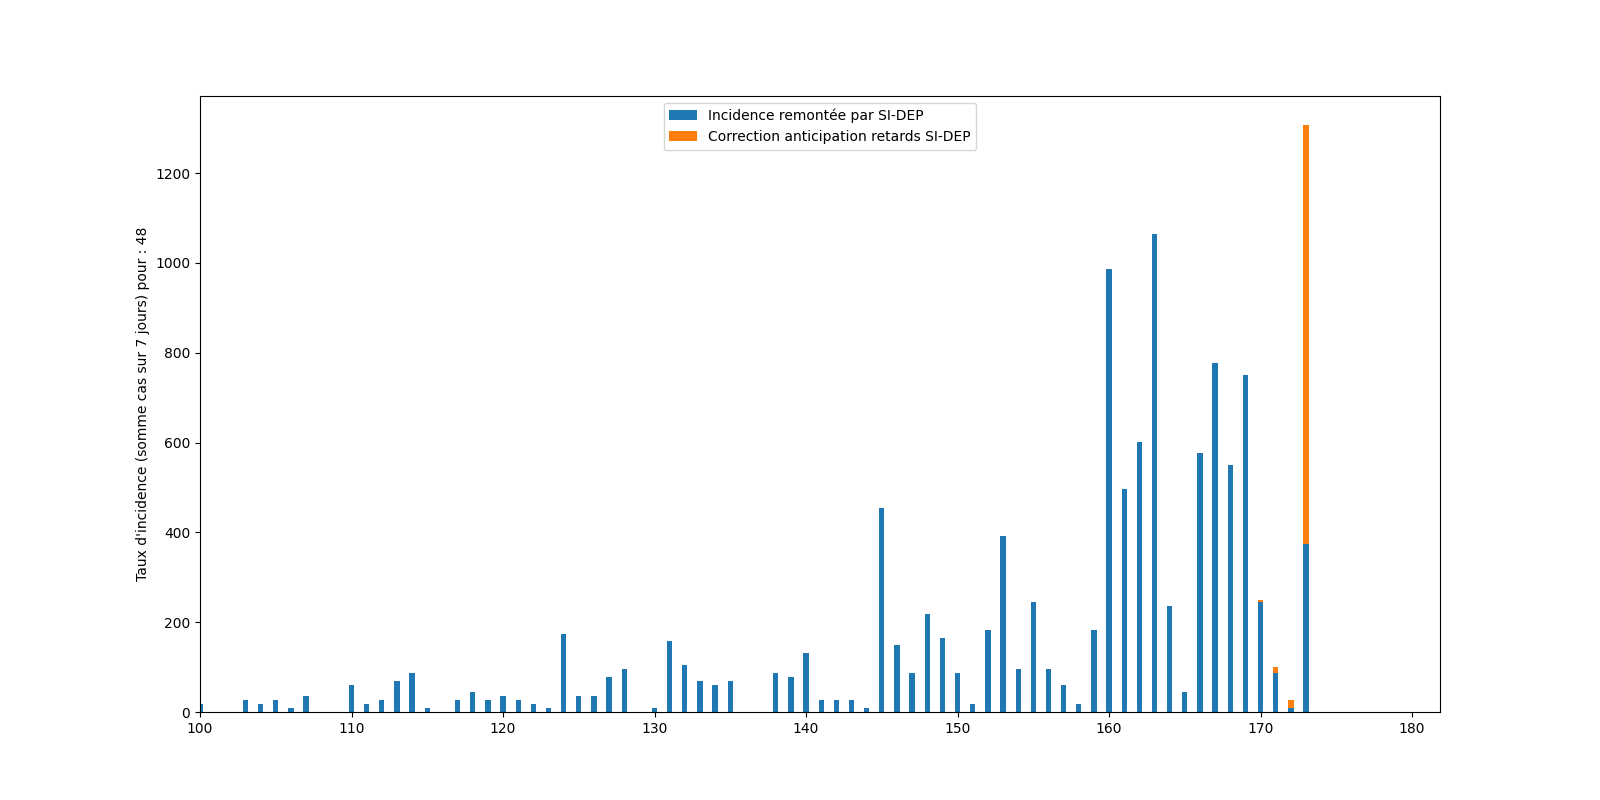 Incidence remontée par SI-DEP
Correction anticipation retards SI-DEP
Taux d'incidence (somme cas sur 7 jours) pour : 48
1200
1000
800
600
400
200
0
100 110 120 130 140 150 160 170 180